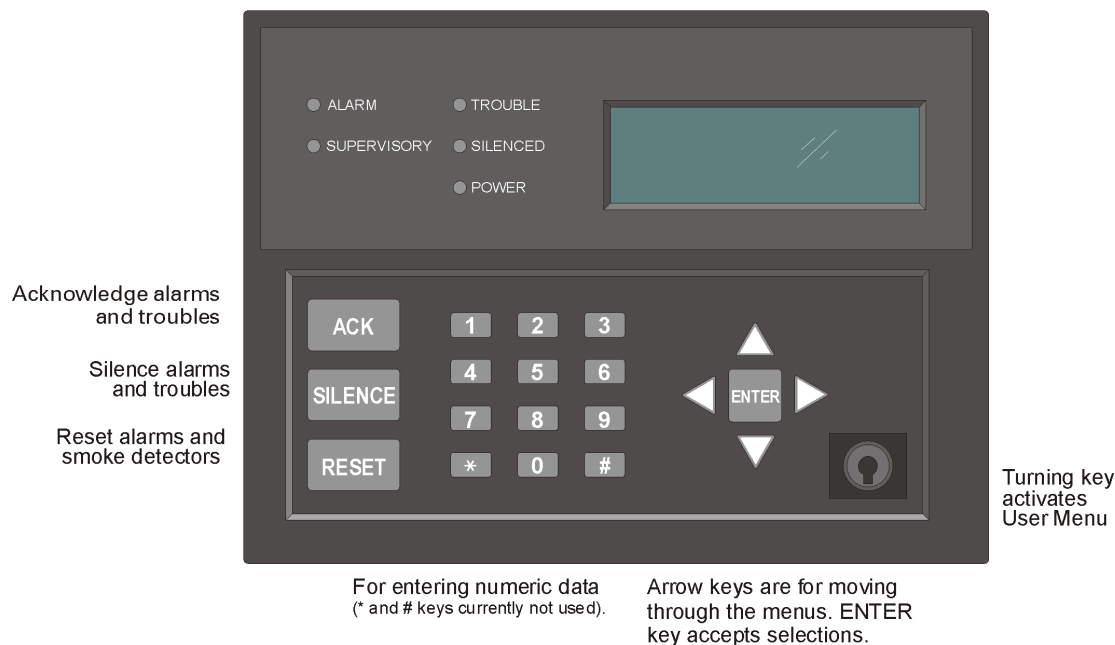 ALARM
TROUBLE
SUPERVISORY
SILENCED
POWER
Acknowledge alarms
and troubles
ACK
1 2 3
Silence alarms
and troubles
SILENCE
4 5 6
ENTER
7 8 9
Reset alarms and
smoke detectors
RESET
* 0 #
Turning key
activates
User Menu
For entering numeric data
(* and # keys currently not used).
Arrow keys are for moving
through the menus. ENTER
key accepts selections.